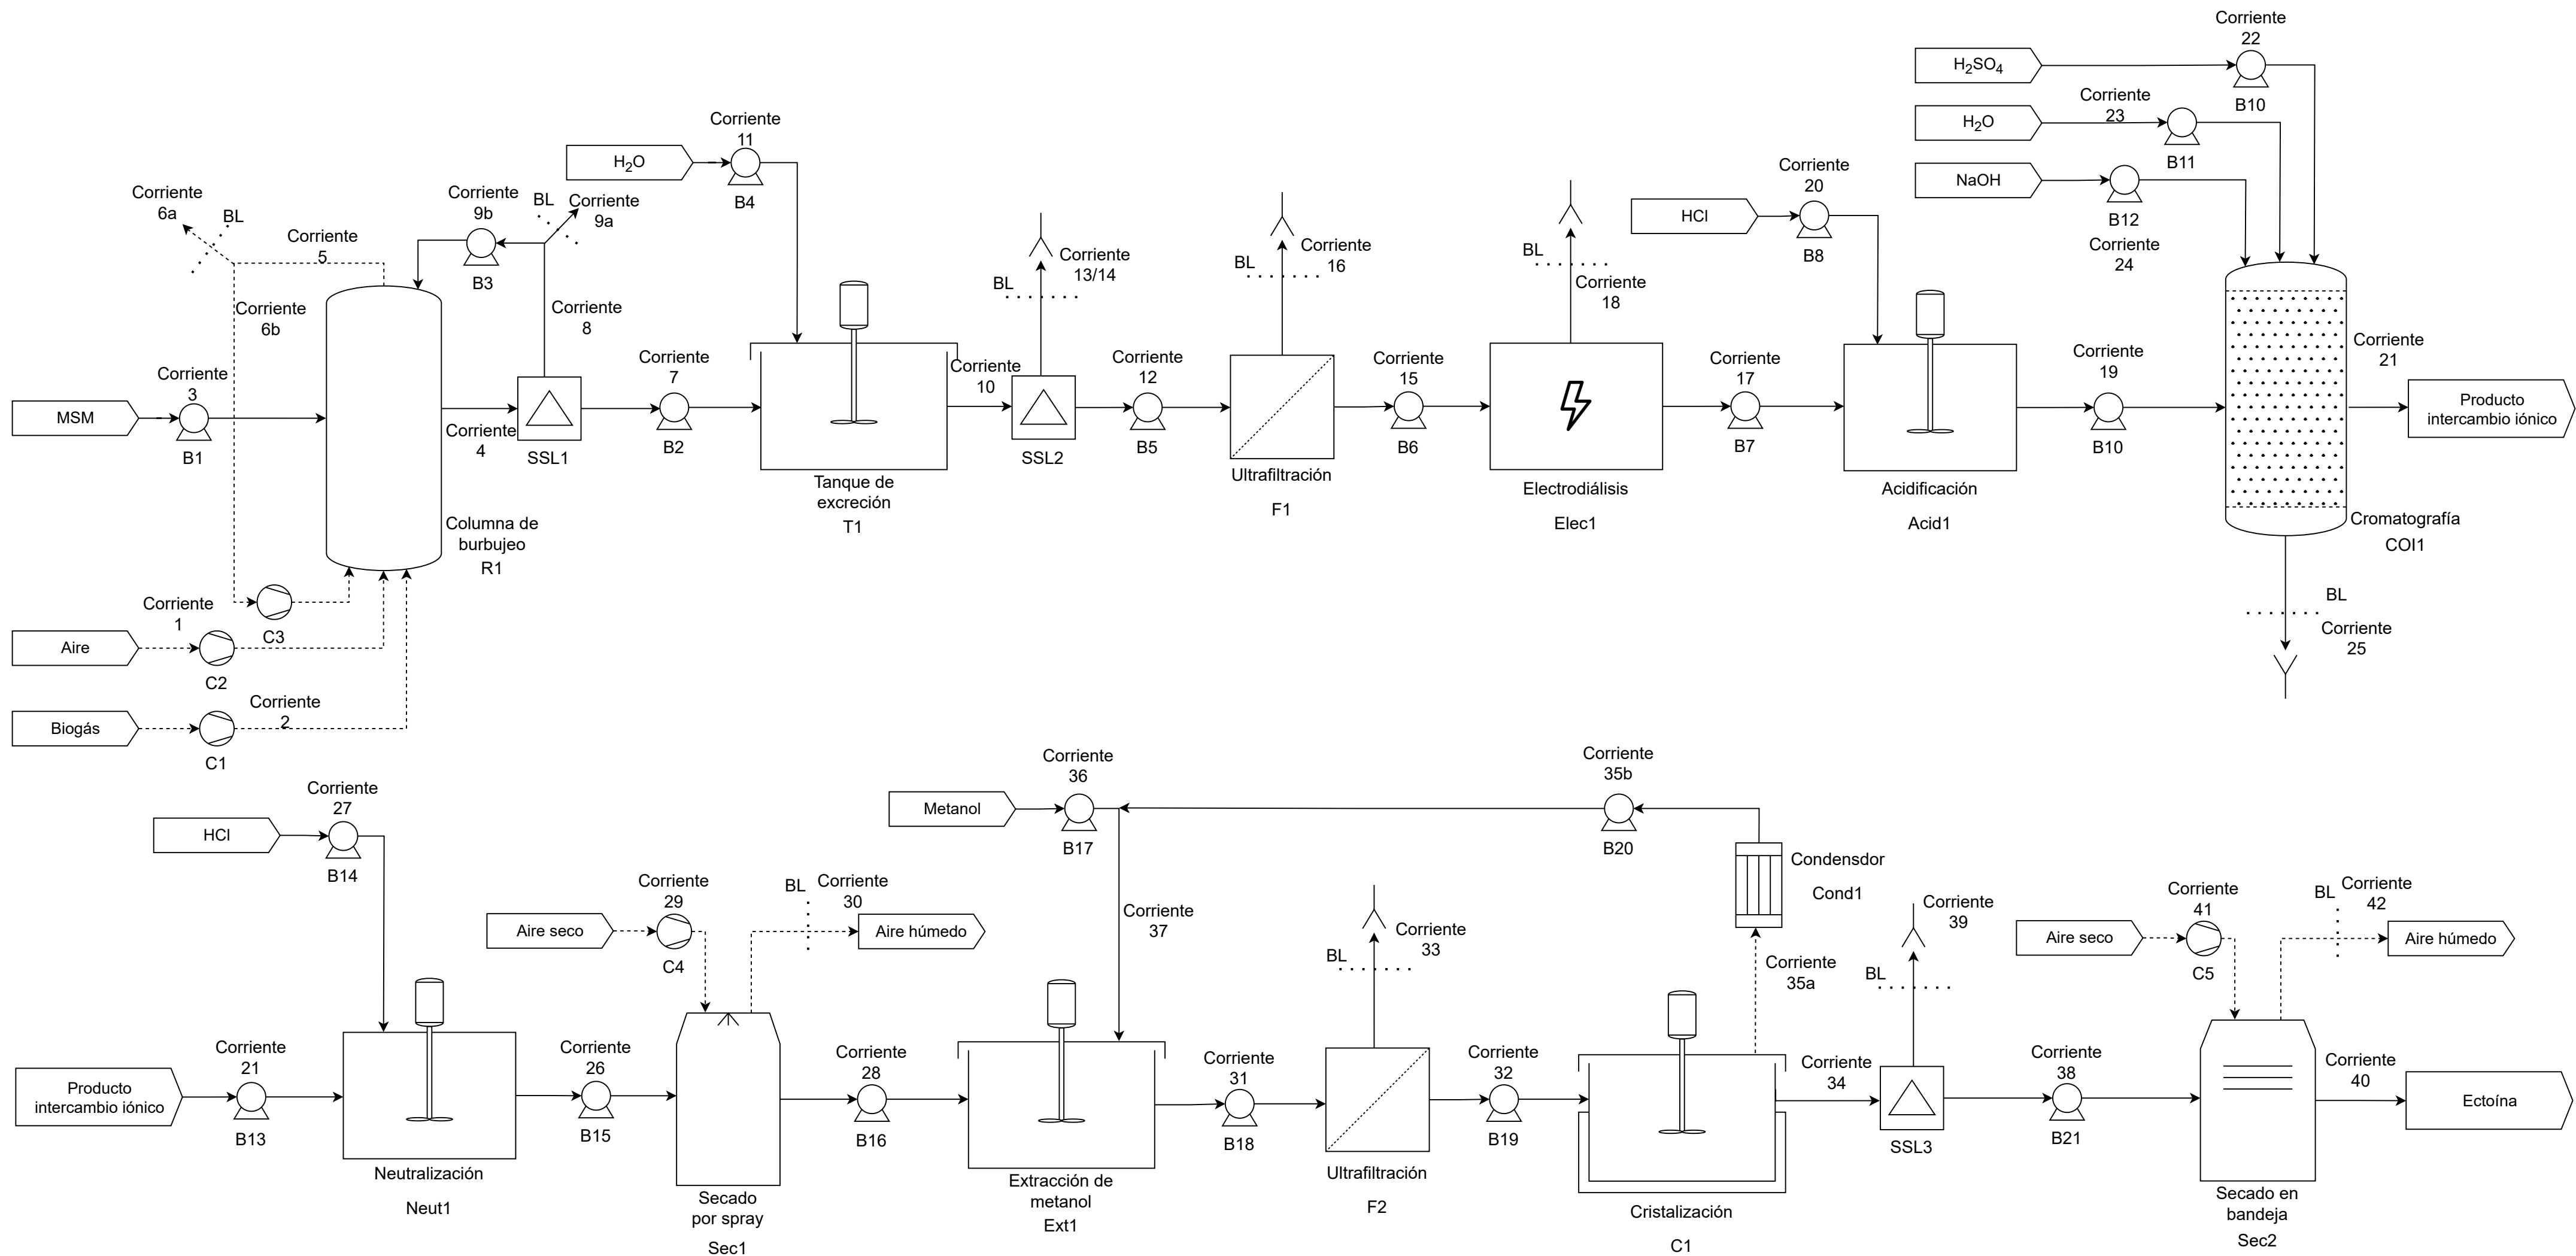 Corriente
22
H2SO4
B10
Corriente
23
H2O
B11
NaOH
B12
Corriente
24
Corriente
11
H2O
B4
Corriente
20
HCl
B8
Corriente
6a
BL
Corriente
5
Corriente
6b
Corriente
9b
B3
BL
Corriente
9a
Corriente
8
BL
Corriente
13/14
BL
Corriente
16
BL
Corriente
18
MSM
Corriente
3
B1
Columna de
burbujeo
R1
Corriente
4
SSL1
Corriente
7
B2
Tanque de
excreción
T1
Corriente
10
SSL2
Corriente
12
B5
Ultrafiltración
F1
Corriente
15
B6
Electrodiálisis
Elec1
Corriente
17
B7
Acidificación
Acid1
Corriente
19
B10
Corriente
21
Producto
intercambio iónico
Cromatografía
COI1
BL
Corriente
25
C3
Corriente
1
Aire
C2
Corriente
2
Biogás
C1
Corriente
27
HCl
B14
Corriente
29
Aire seco
C4
BL
Corriente
30
Aire húmedo
Corriente
36
Metanol
B17
Corriente
35b
B20
Corriente
37
Condensdor
Cond1
Corriente
35a
BL
Corriente
33
BL
Corriente
39
Corriente
41
Aire seco
C5
BL
Corriente
42
Aire húmedo
Producto
intercambio iónico
Corriente
21
B13
Neutralización
Neut1
Corriente
26
B15
Secado
por spray
Sec1
Corriente
28
B16
Extracción de
metanol
Ext1
Corriente
31
B18
Ultrafiltración
F2
Corriente
32
B19
Cristalización
C1
Corriente
34
SSL3
Corriente
38
B21
Secado en
bandeja
Sec2
Corriente
40
Ectoína